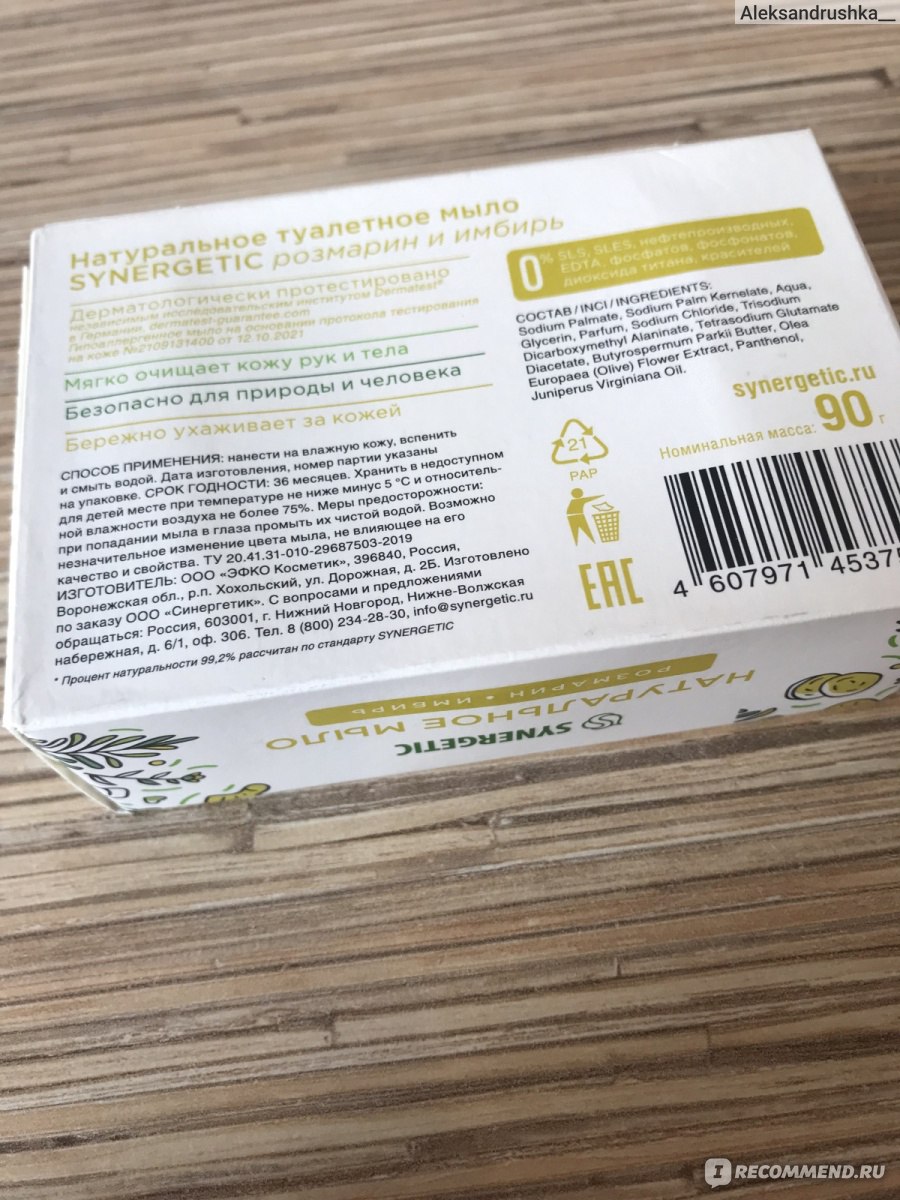 Aleksandrushka__
Натуральное туалетное мыло
SYNERGETIC розмарин и имбирь
Дерматологически протестировано
независимым исследовательским институтом Dermatest®
в Германии, dermatest-guarantee.com
Гипоаллергенное мыло на основании протокола тестирования
на коже №2109131400 от 12.10.2021
Мягко очищает кожу рук и тела
Безопасно для природы и человека
Бережно ухаживает за кожей
СПОСОБ ПРИМЕНЕНИЯ: нанести на влажную кожу, вспенить
и смыть водой. Дата изготовления, номер партии указаны
на упаковке. СРОК ГОДНОСТИ: 36 месяцев. Хранить в недоступном
для детей месте при температуре не ниже минус 5 °С и относитель-
ной влажности воздуха не более 75%. Меры предосторожности:
при попадании мыла в глаза промыть их чистой водой. Возможно
незначительное изменение цвета мыла, не влияющее на его
качество и свойства. ТУ 20.41.31-010-29687503-2019
ИЗГОТОВИТЕЛЬ: ООО «ЭФКО Косметик», 396840, Россия,
Воронежская обл., р.п. Хохольский, ул. Дорожная, д. 2Б. Изготовлено
по заказу ООО «Синергетик». С вопросами и предложениями
обращаться: Россия, 603001, г. Нижний Новгород, Нижне-Волжская
набережная, д. 6/1, оф. 306. Тел. 8 (800) 234-28-30, info@synergetic.ru
* Процент натуральности 99,2% рассчитан по стандарту SYNERGETIC
0% SLS, SLES, нефтепроизводных,
EDTA, фосфатов, фосфонатов,
диоксида титана, красителей
СОСТАВ / INCI / INGREDIENTS:
Sodium Palmate, Sodium Palm Kernelate, Aqua,
Glycerin, Parfum, Sodium Chloride, Trisodium
Dicarboxymethyl Alaninate, Tetrasodium Glutamate
Diacetate, Butyrospermum Parkii Butter, Olea
Europaea (Olive) Flower Extract, Panthenol,
Juniperus Virginiana Oil.
synergetic.ru
Номинальная масса: 90 г
21
PAP
EAC
4 607971 4537
SYNERGETIC
НАТУРАЛЬНОЕ МЫЛО
РОЗМАРИН • ИМБИРЬ
IRECOMMEND.RU